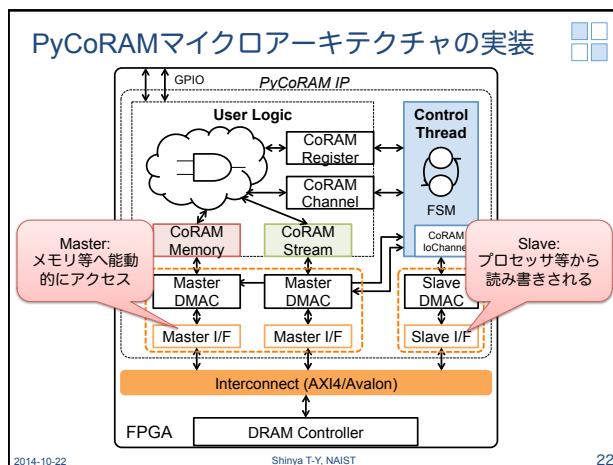 PyCoRAMマイクロアーキテクチャの実装
GPIO
PyCoRAM IP
User Logic
Control
Thread
CoRAM
Register
CoRAM
Channel
FSM
CoRAM
Memory
CoRAM
Stream
CoRAM
IoChannel
Master:
メモリ等へ能動
的にアクセス
Slave:
プロセッサ等から
読み書きされる
Master
DMAC
Master
DMAC
Slave
DMAC
Master I/F
Master I/F
Slave I/F
Interconnect (AXI4/Avalon)
FPGA
DRAM Controller
2014-10-22
Shinya T-Y, NAIST
22